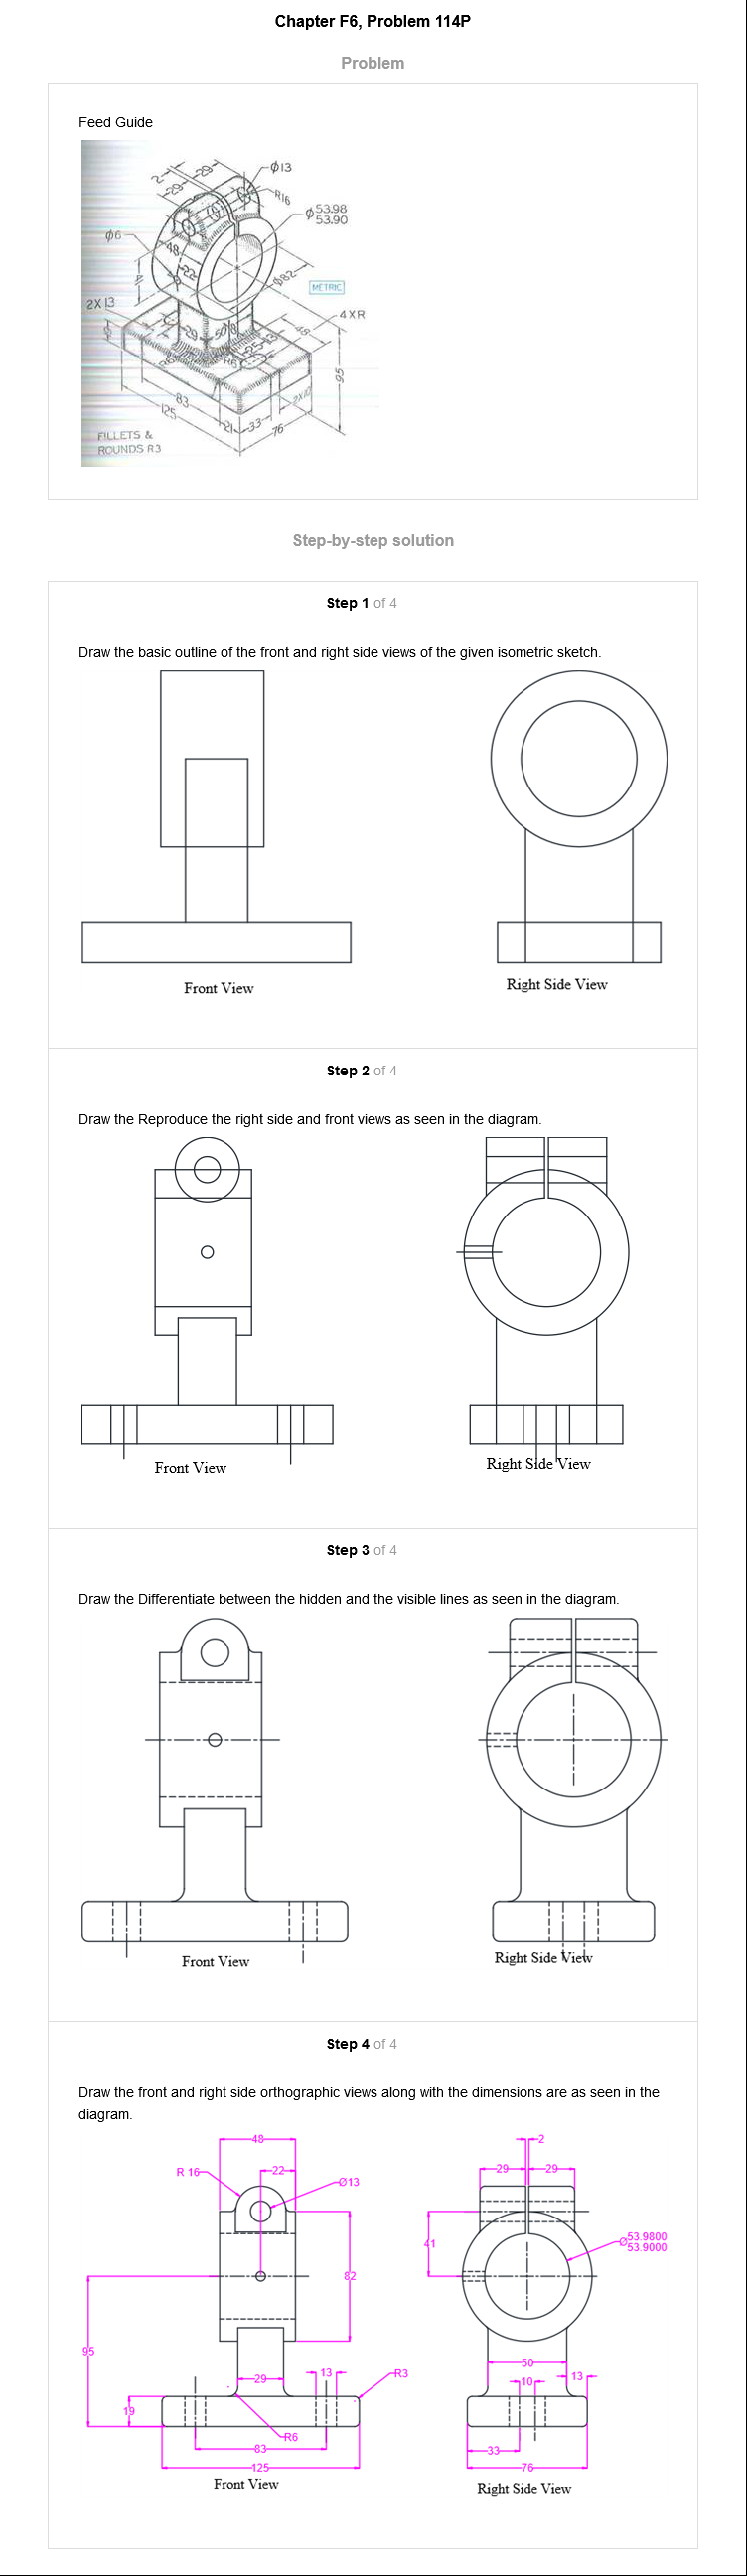 Chapter F6, Problem 114P
Problem
Feed Guide
2
29
29
Φ13
R16
Φ 53.98
53.90
Φ6
48
22
Φ82
METRIC
2X 13
4XR
48
29
50
R6
25
13
95
83
125
21
33
76
2X10
FILLETS &
ROUNDS R3
Step-by-step solution
Step 1 of 4
Draw the basic outline of the front and right side views of the given isometric sketch.
Front View
Right Side View
Step 2 of 4
Draw the Reproduce the right side and front views as seen in the diagram.
Front View
Right Side View
Step 3 of 4
Draw the Differentiate between the hidden and the visible lines as seen in the diagram.
Front View
Right Side View
Step 4 of 4
Draw the front and right side orthographic views along with the dimensions are as seen in the
diagram.
48
2
R 16
22
Ø13
29
29
41
Ø53.9800
53.9000
82
95
50
29
13
R3
10
13
19
R6
83
33
125
76
Front View
Right Side View